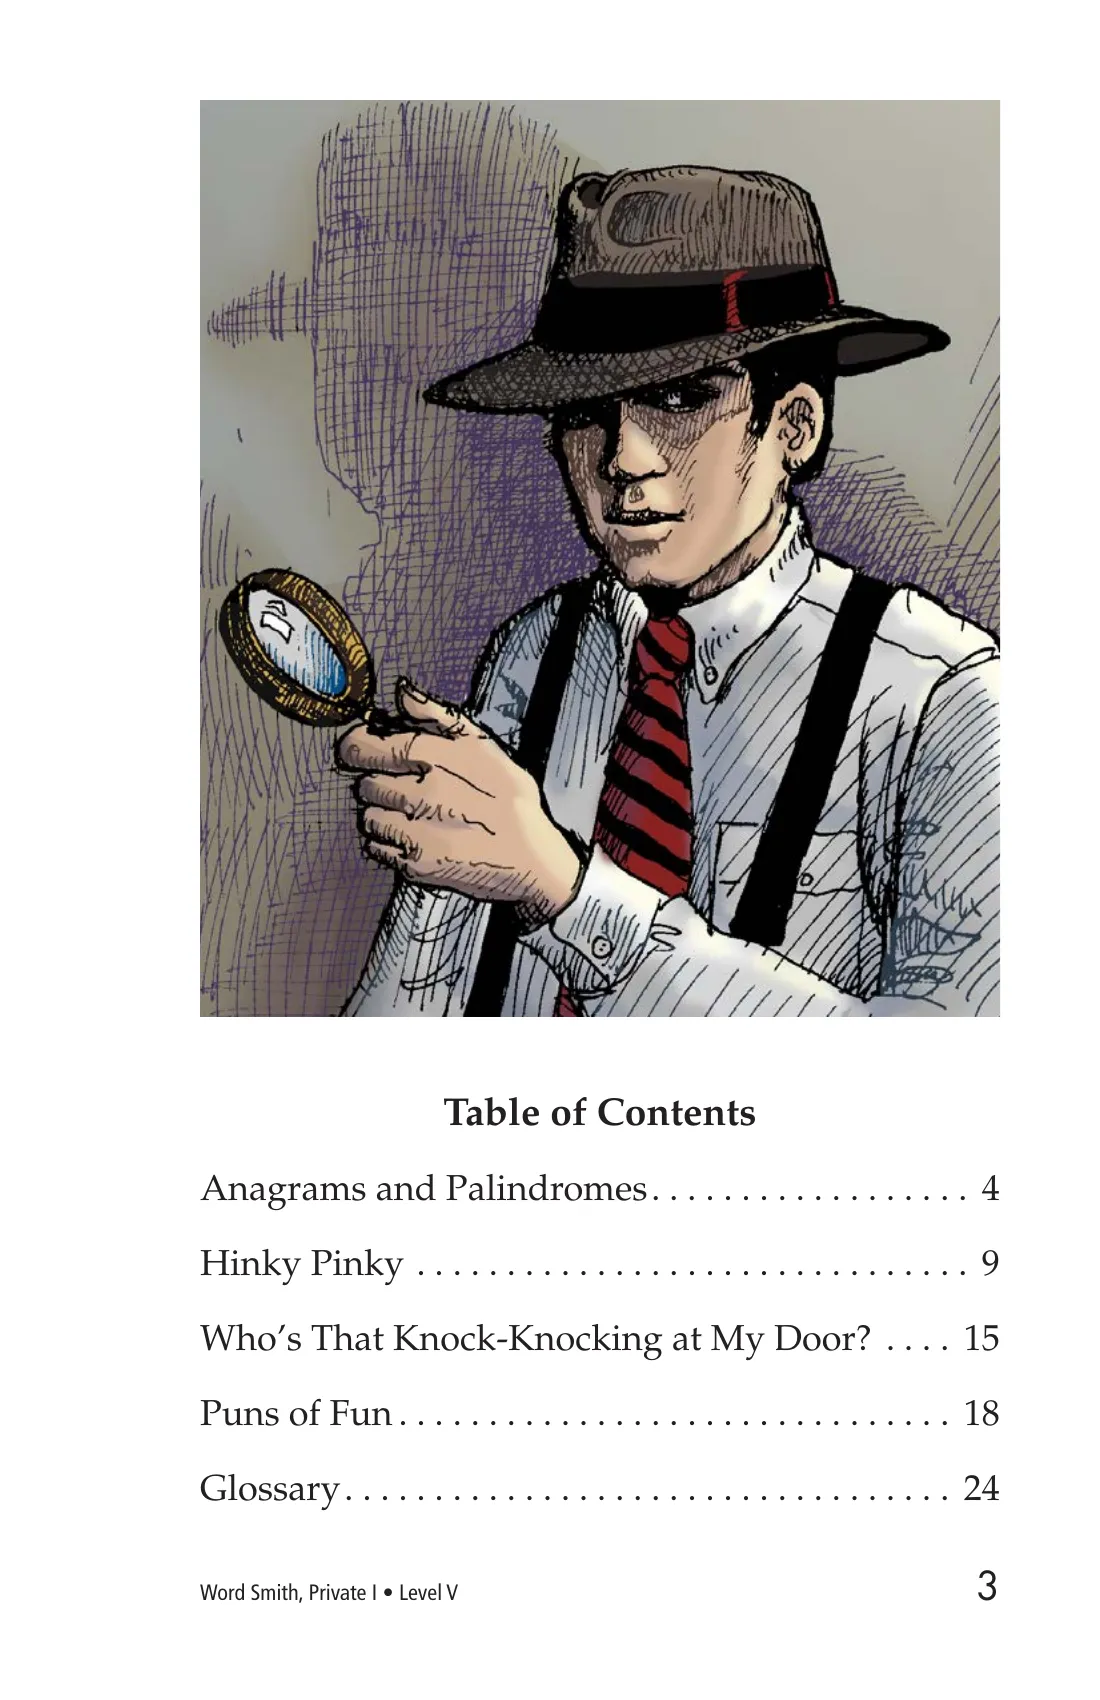 Table of Contents
Anagrams and Palindromes. . . . . . . . . . . . . . . . . . 4
Hinky Pinky . . . . . . . . . . . . . . . . . . . . . . . . . . . . . . . 9
Who’s That Knock-Knocking at My Door? . . . . 15
Puns of Fun . . . . . . . . . . . . . . . . . . . . . . . . . . . . . . . 18
Glossary. . . . . . . . . . . . . . . . . . . . . . . . . . . . . . . . . . 24
Word Smith, Private I • Level V
3